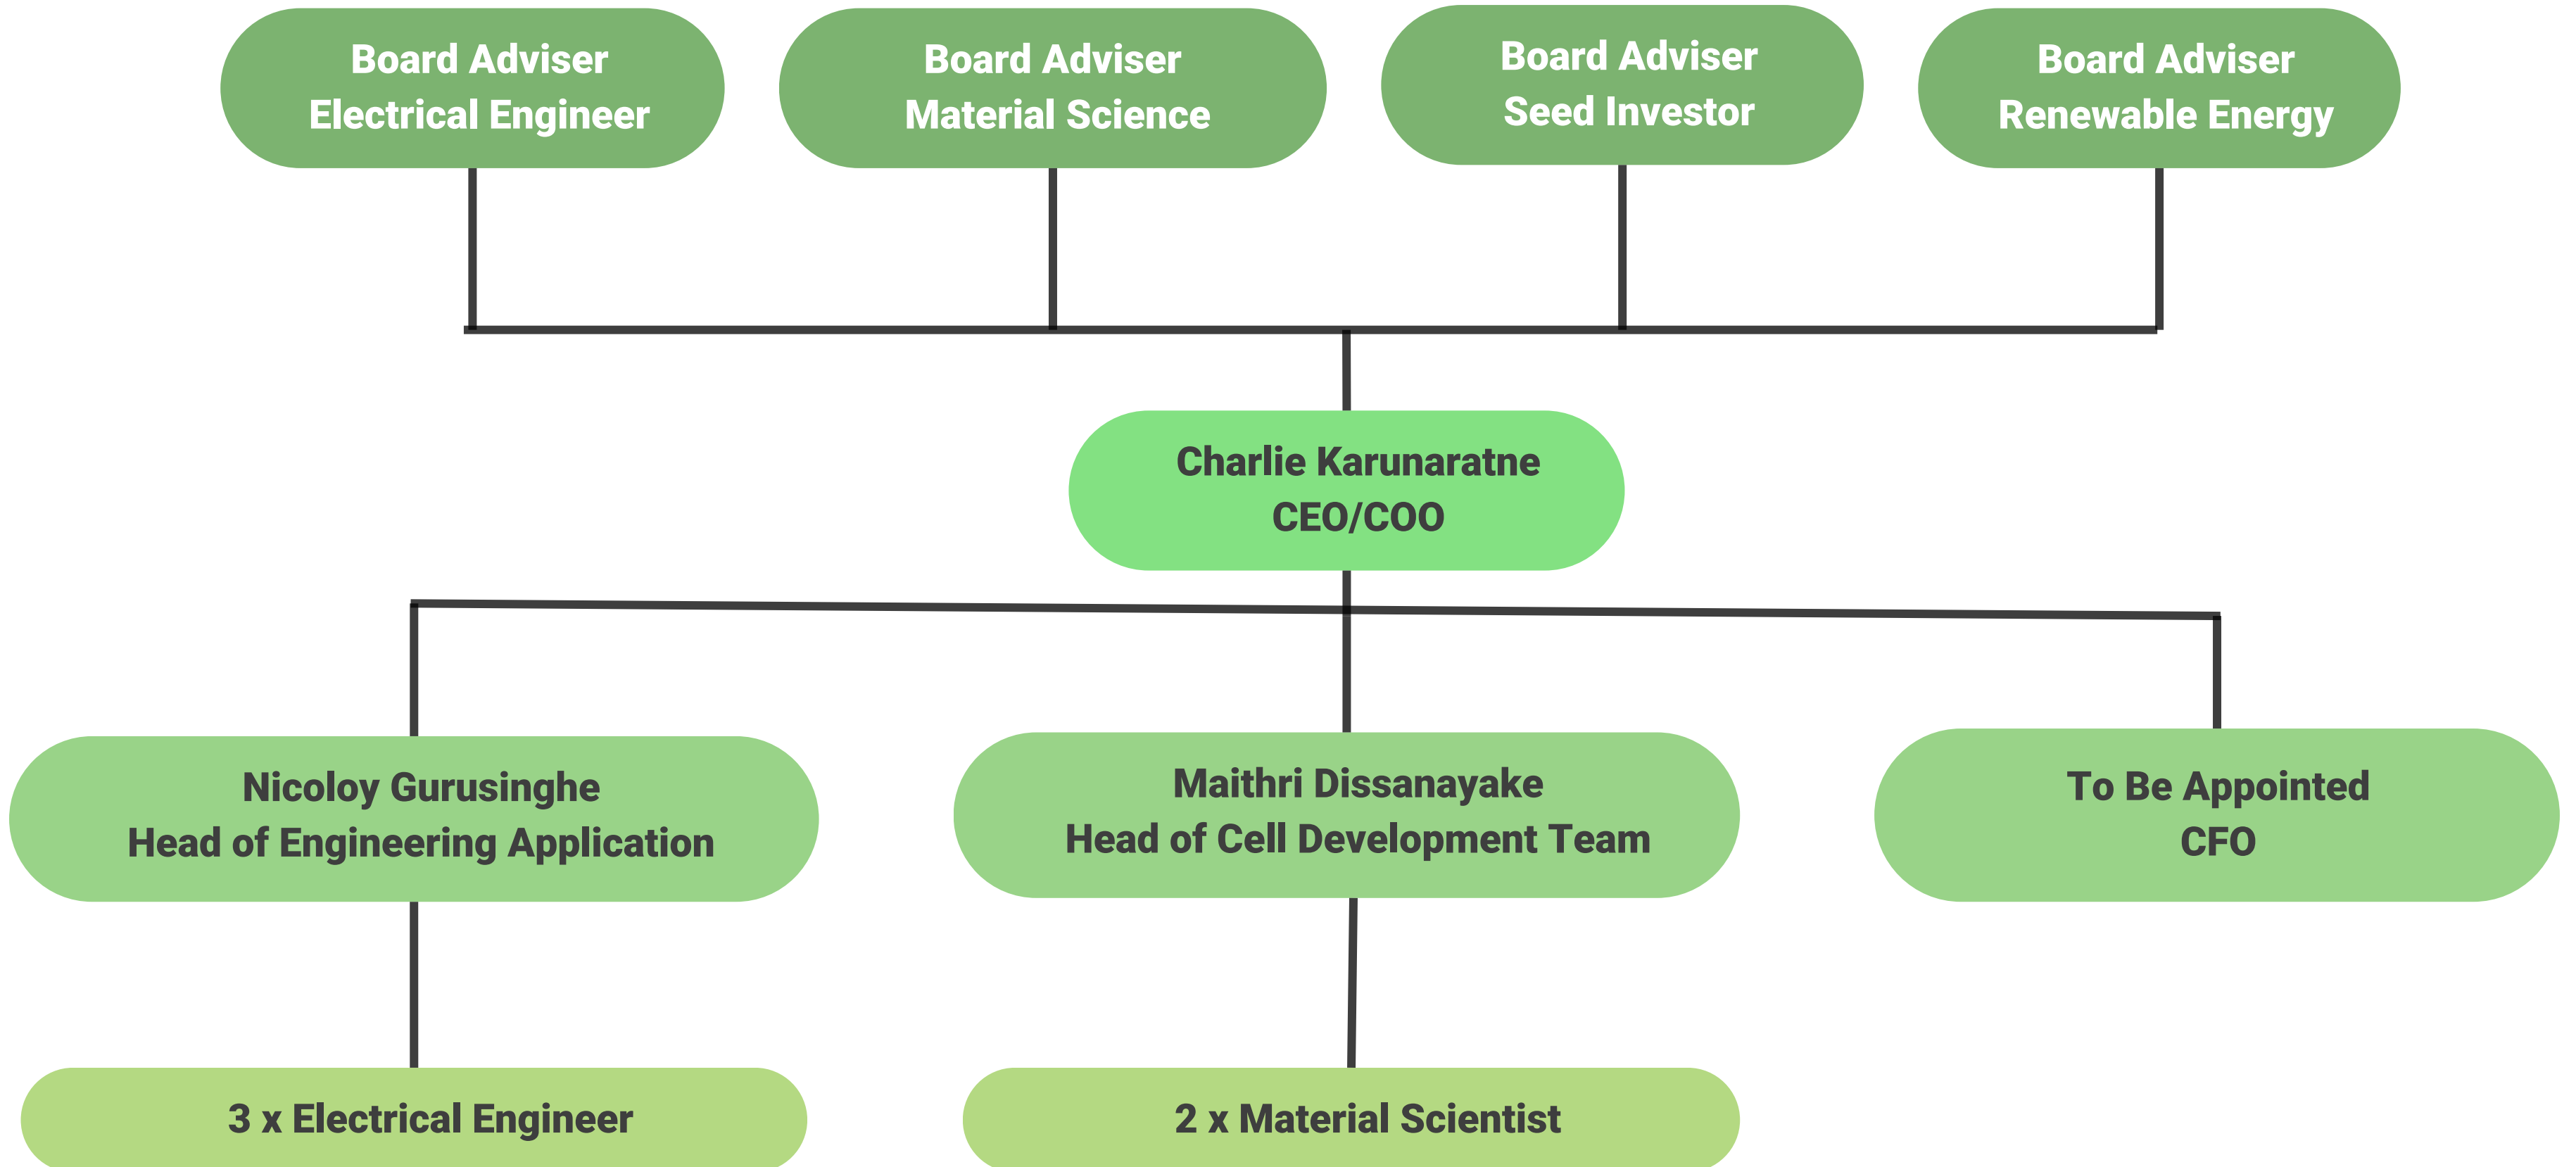 Board Adviser
Electrical Engineer
Board Adviser
Material Science
Board Adviser
Seed Investor
Board Adviser
Renewable Energy
Charlie Karunaratne
CEO/COO
Nicoloy Gurusinghe
Head of Engineering Application
Maithri Dissanayake
Head of Cell Development Team
To Be Appointed
CFO
3 x Electrical Engineer
2 x Material Scientist